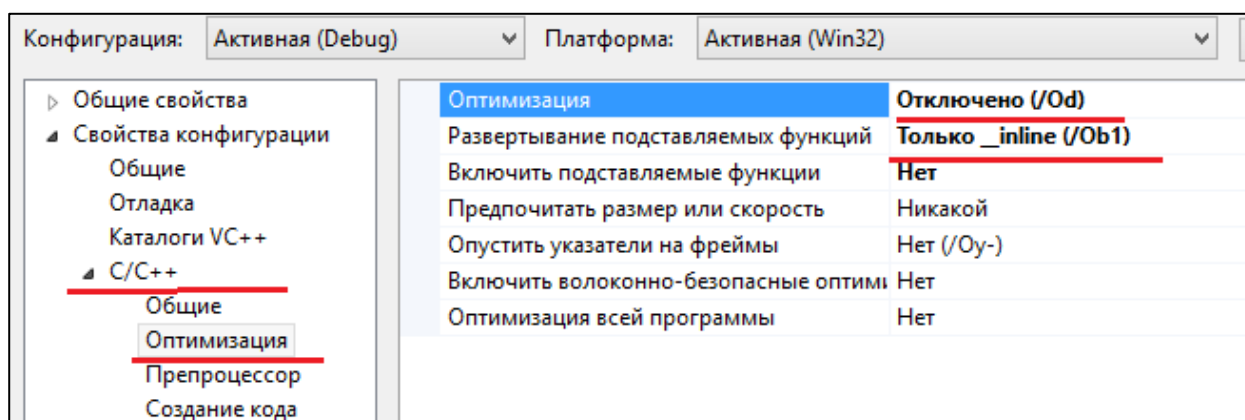 Конфигурация: Активная (Debug) Платформа: Активная (Win32)
Общие свойства
Свойства конфигурации
Общие
Отладка
Каталоги VC++
C/C++
Общие
Оптимизация
Препроцессор
Создание кода
Оптимизация Отключено (/Od)
Развертывание подставляемых функций Только __inline (/Ob1)
Включить подставляемые функции Нет
Предпочитать размер или скорость Никакой
Опустить указатели на фреймы Нет (/Oy-)
Включить волоконно-безопасные оптими Нет
Оптимизация всей программы Нет